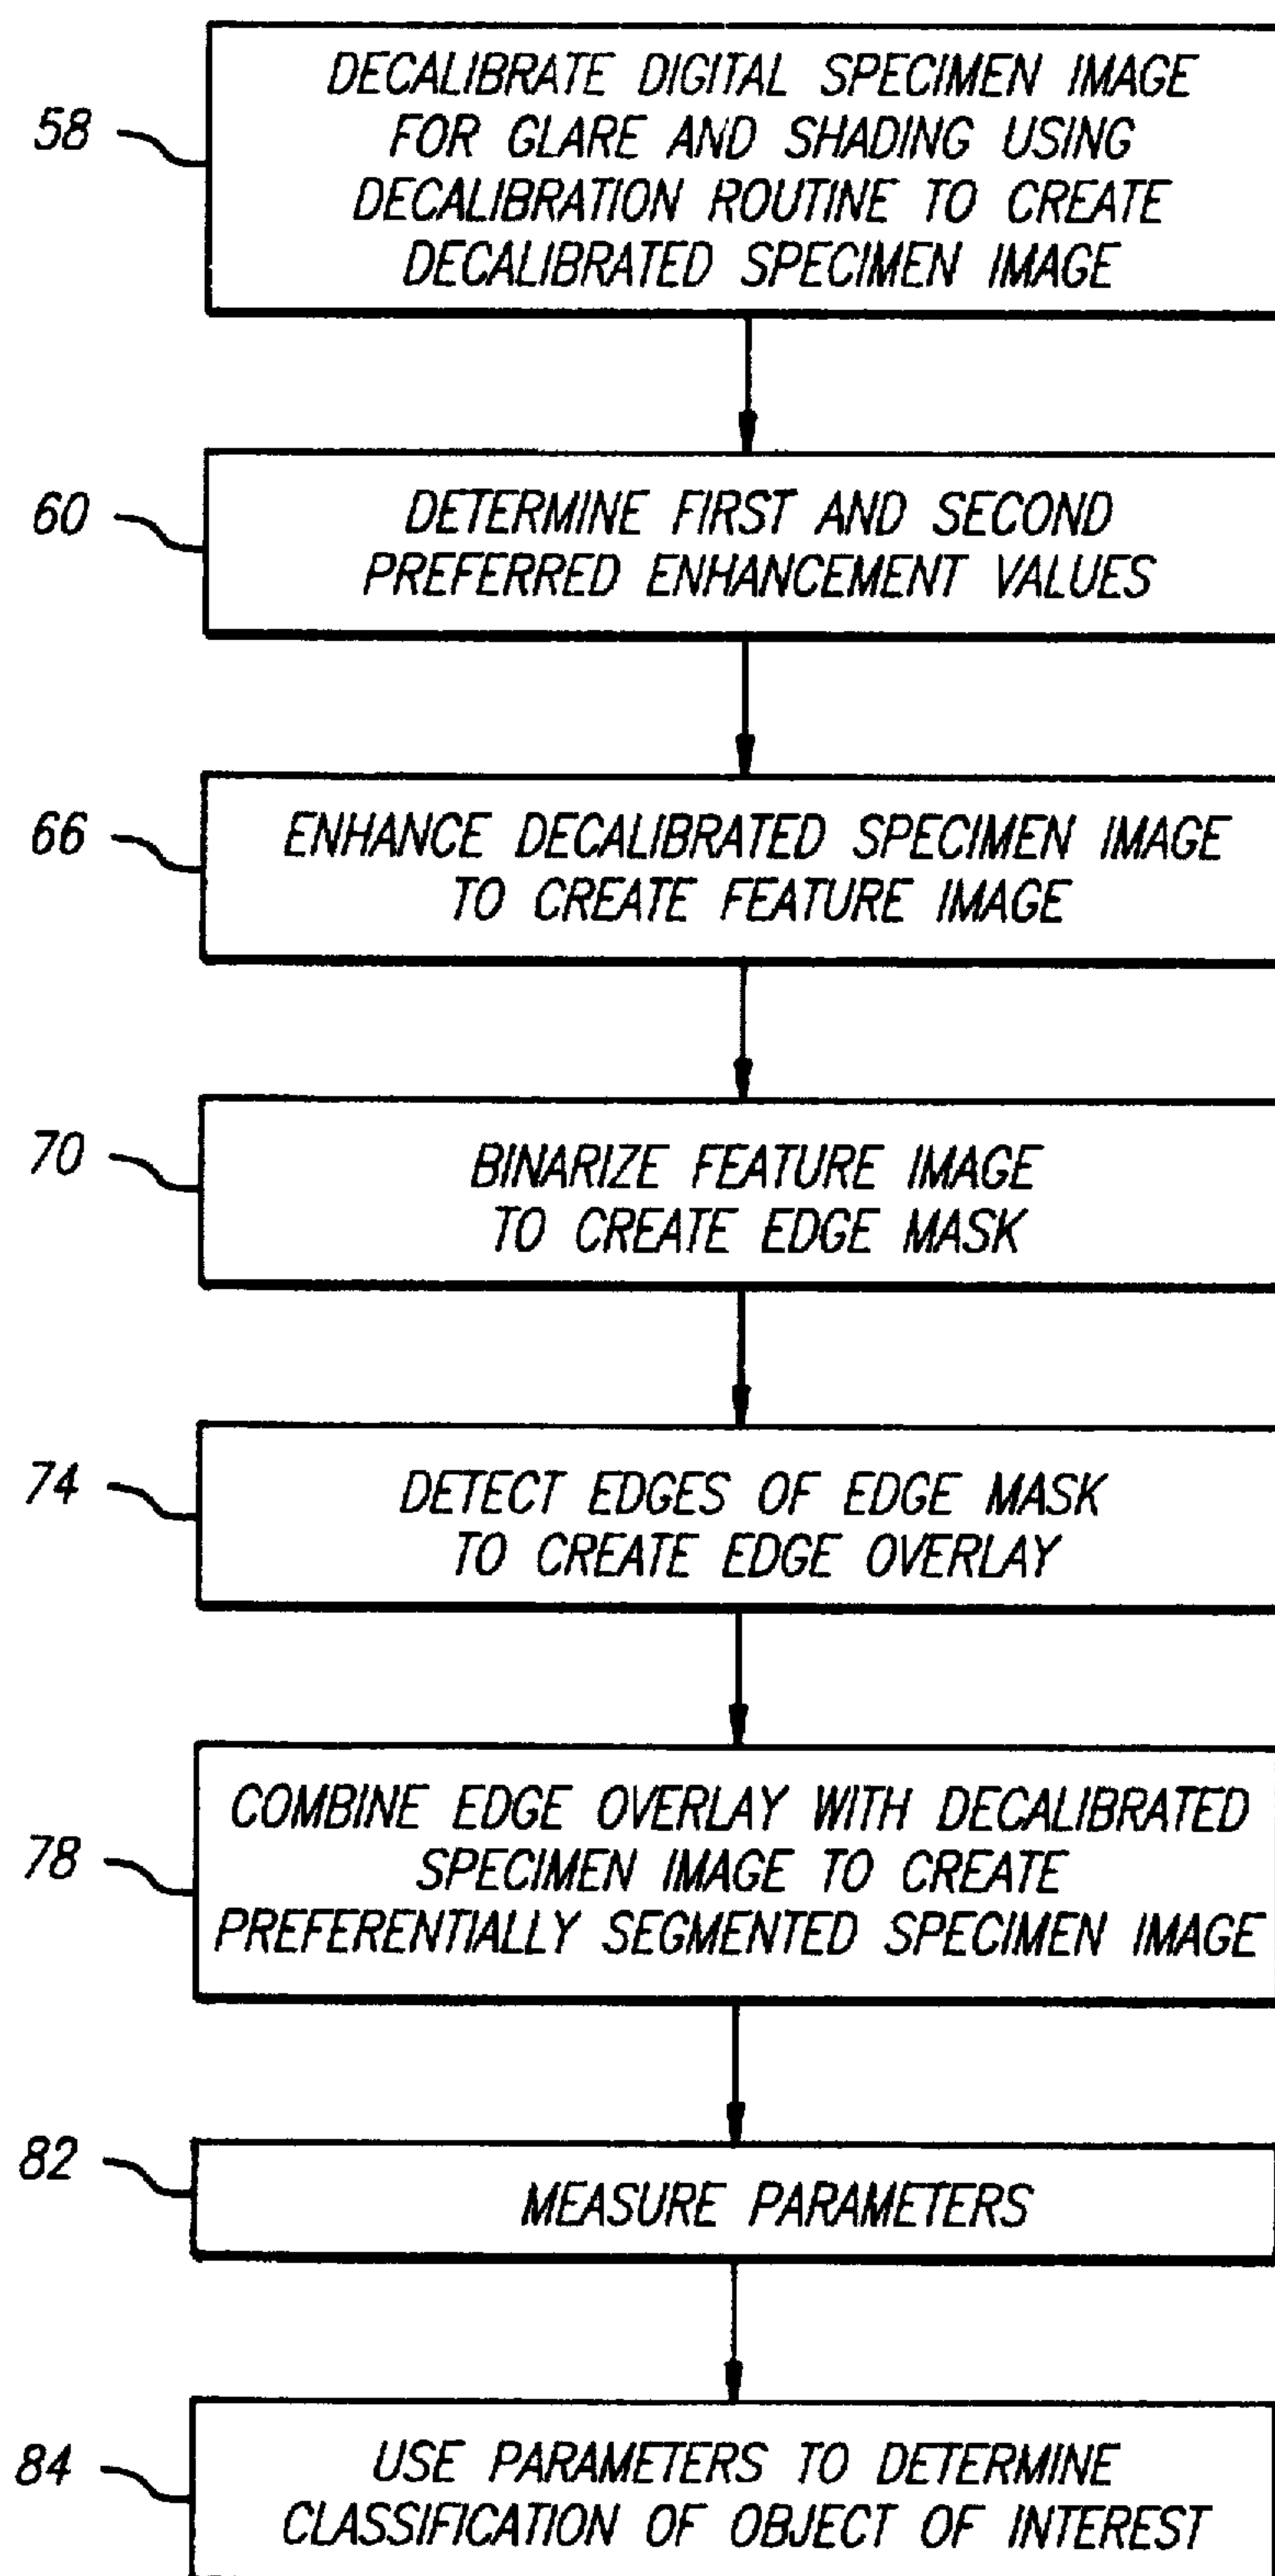 58
DECALIBRATE DIGITAL SPECIMEN IMAGE
FOR GLARE AND SHADING USING
DECALIBRATION ROUTINE TO CREATE
DECALIBRATED SPECIMEN IMAGE
60
DETERMINE FIRST AND SECOND
PREFERRED ENHANCEMENT VALUES
66
ENHANCE DECALIBRATED SPECIMEN IMAGE
TO CREATE FEATURE IMAGE
70
BINARIZE FEATURE IMAGE
TO CREATE EDGE MASK
74
DETECT EDGES OF EDGE MASK
TO CREATE EDGE OVERLAY
78
COMBINE EDGE OVERLAY WITH DECALIBRATED
SPECIMEN IMAGE TO CREATE
PREFERENTIALLY SEGMENTED SPECIMEN IMAGE
82
MEASURE PARAMETERS
84
USE PARAMETERS TO DETERMINE
CLASSIFICATION OF OBJECT OF INTEREST